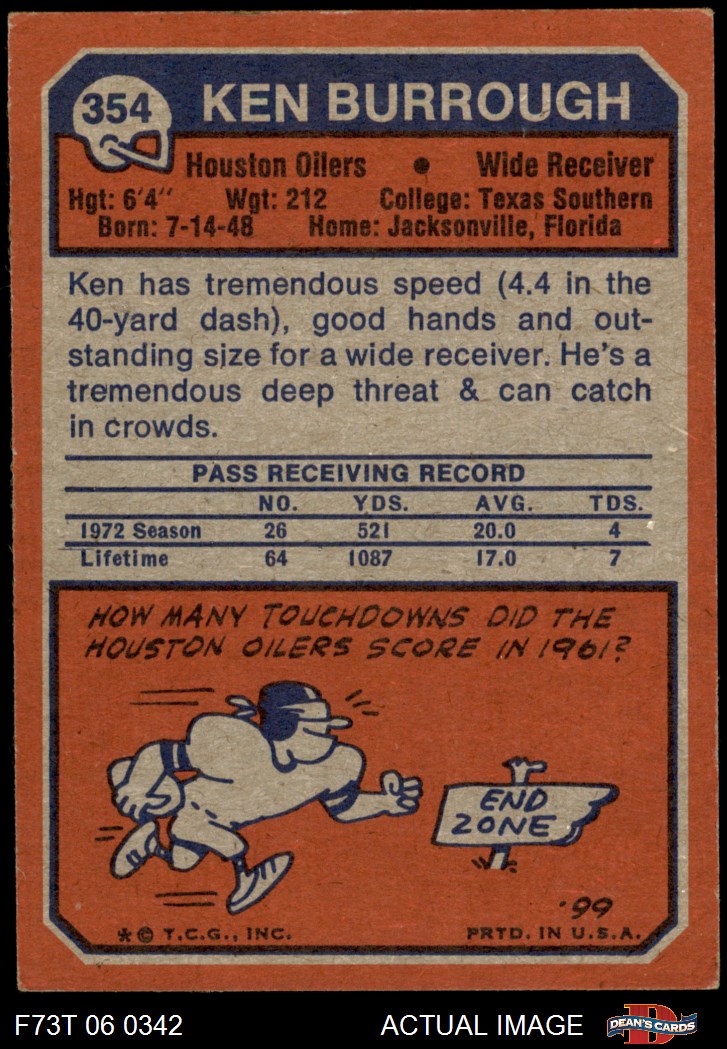 354
KEN BURROUGH
Houston Oilers • Wide Receiver
Hgt: 6'4" Wgt: 212 College: Texas Southern
Born: 7-14-48 Home: Jacksonville, Florida
Ken has tremendous speed (4.4 in the
40-yard dash), good hands and out-
standing size for a wide receiver. He's a
tremendous deep threat & can catch
in crowds.
PASS RECEIVING RECORD
NO. YDS. AVG. TDS.
1972 Season 26 521 20.0 4
Lifetime 64 1087 17.0 7
HOW MANY TOUCHDOWNS DID THE
HOUSTON OILERS SCORE IN 1961?
END
ZONE
'99
* © T.C.G., INC. PRTD. IN U.S.A.
F73T 06 0342 ACTUAL IMAGE
D
DEAN'S CARDS